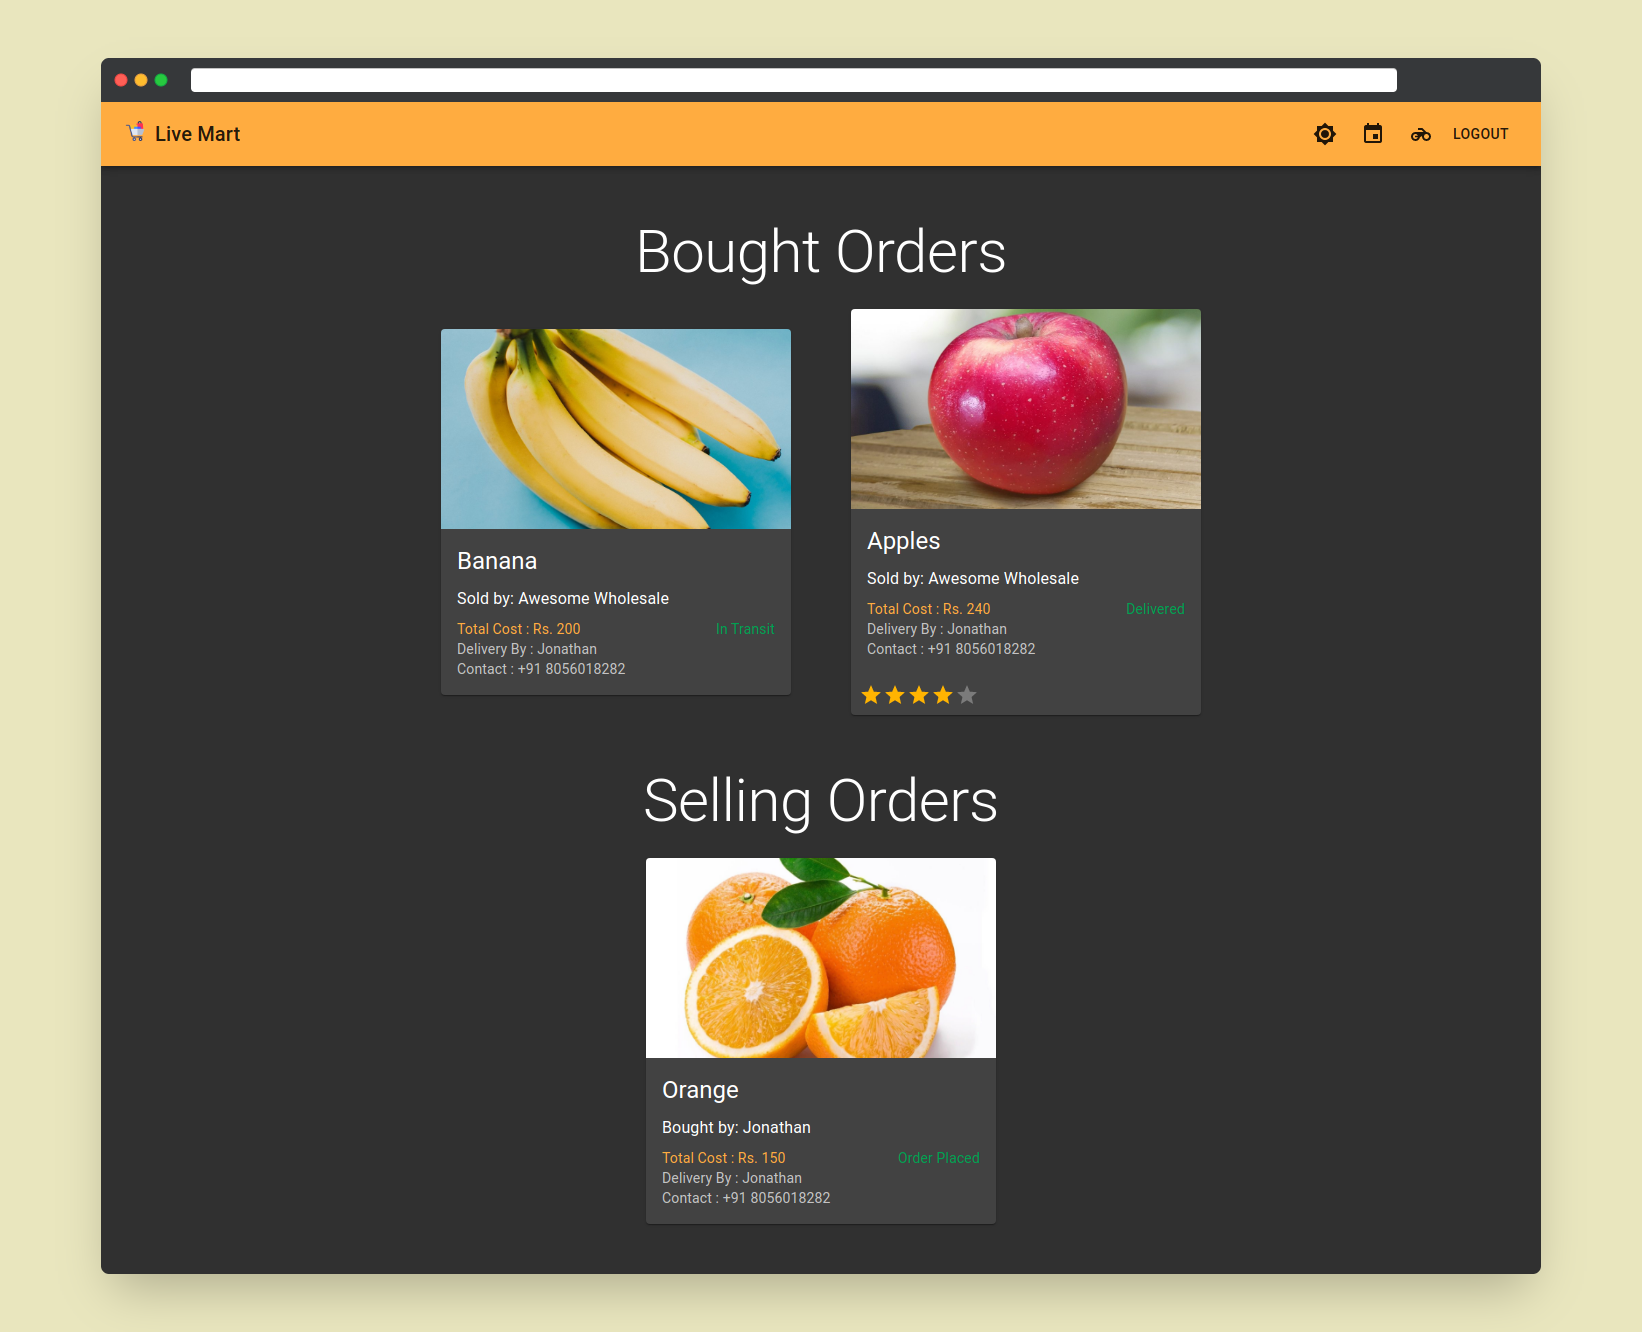 Live Mart
LOGOUT
Bought Orders
Banana
Sold by: Awesome Wholesale
Total Cost : Rs. 200 In Transit
Delivery By : Jonathan
Contact : +91 8056018282
Apples
Sold by: Awesome Wholesale
Total Cost : Rs. 240 Delivered
Delivery By : Jonathan
Contact : +91 8056018282
Selling Orders
Orange
Bought by: Jonathan
Total Cost : Rs. 150 Order Placed
Delivery By : Jonathan
Contact : +91 8056018282